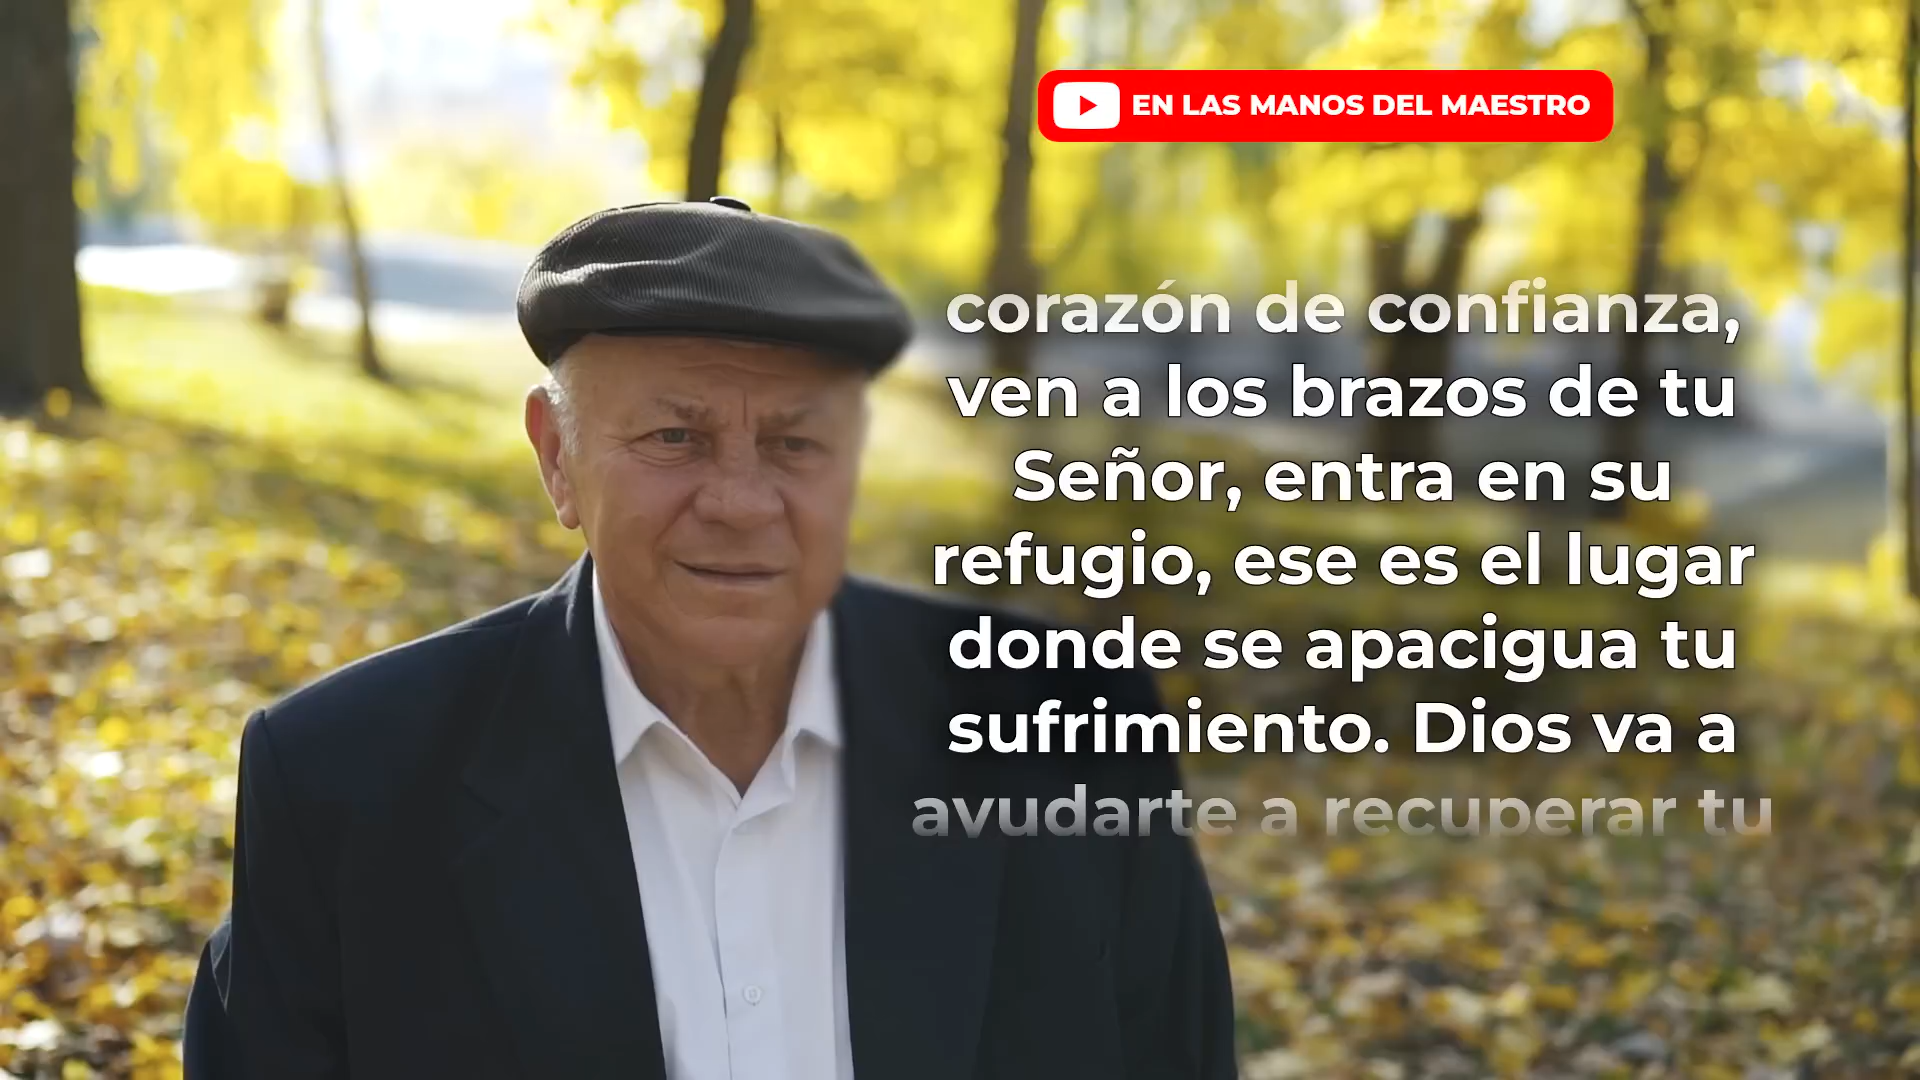 EN LAS MANOS DEL MAESTRO
corazón de confianza,
ven a los brazos de tu
Señor, entra en su
refugio, ese es el lugar
donde se apacigua tu
sufrimiento. Dios va a
ayudarte a recuperar tu